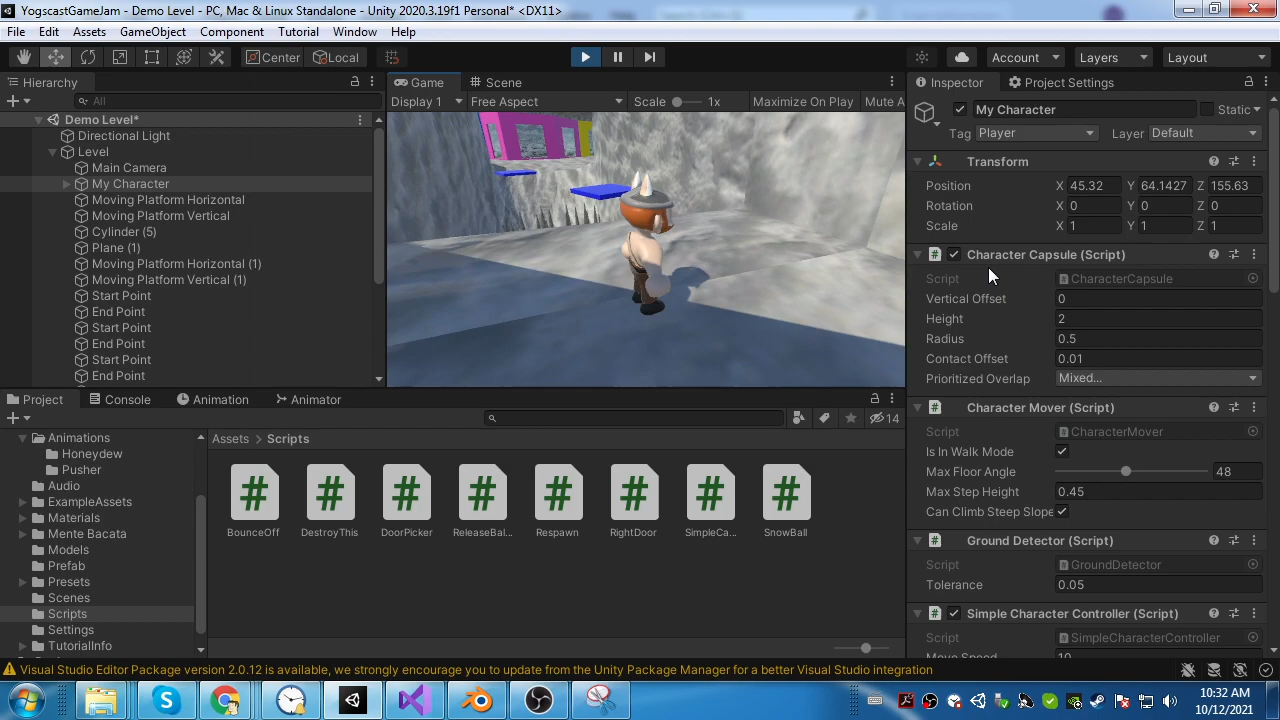 YogscastGameJam - Demo Level - PC, Mac & Linux Standalone - Unity 2020.3.19f1 Personal* <DX11>
File Edit Assets GameObject Component Tutorial Window Help
Center Local Account Layers Layout
Hierarchy
All
Demo Level*
Directional Light
Level
Main Camera
My Character
Moving Platform Horizontal
Moving Platform Vertical
Cylinder (5)
Plane (1)
Moving Platform Horizontal (1)
Moving Platform Vertical (1)
Start Point
End Point
Start Point
End Point
Start Point
End Point
Game Scene
Display 1 Free Aspect Scale 1x Maximize On Play Mute A
Inspector Project Settings
My Character Static
Tag Player Layer Default
Transform
Position X 45.32 Y 64.1427 Z 155.63
Rotation X 0 Y 0 Z 0
Scale X 1 Y 1 Z 1
Character Capsule (Script)
Script CharacterCapsule
Vertical Offset 0
Height 2
Radius 0.5
Contact Offset 0.01
Prioritized Overlap Mixed...
Character Mover (Script)
Script CharacterMover
Is In Walk Mode
Max Floor Angle 48
Max Step Height 0.45
Can Climb Steep Slope
Ground Detector (Script)
Script GroundDetector
Tolerance 0.05
Simple Character Controller (Script)
Script SimpleCharacterController
Move Speed 10
Project Console Animation Animator
14
Animations
Honeydew
Pusher
Audio
ExampleAssets
Materials
Mente Bacata
Models
Prefab
Presets
Scenes
Scripts
Settings
TutorialInfo
Assets > Scripts
BounceOff DestroyThis DoorPicker ReleaseBal... Respawn RightDoor SimpleCa... SnowBall
Visual Studio Editor Package version 2.0.12 is available, we strongly encourage you to update from the Unity Package Manager for a better Visual Studio integration
10:32 AM
10/12/2021